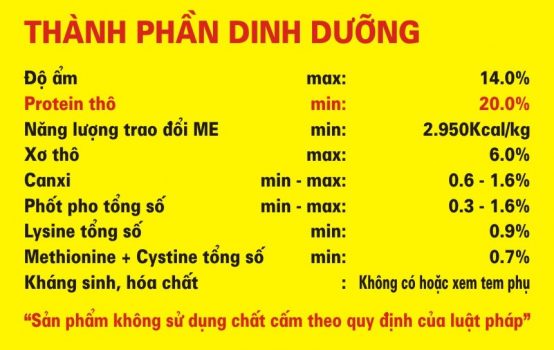 THÀNH PHẦN DINH DƯỠNG
Độ ẩm max: 14.0%
Protein thô min: 20.0%
Năng lượng trao đổi ME min: 2.950Kcal/kg
Xơ thô max: 6.0%
Canxi min - max: 0.6 - 1.6%
Phốt pho tổng số min - max: 0.3 - 1.6%
Lysine tổng số min: 0.9%
Methionine + Cystine tổng số min: 0.7%
Kháng sinh, hóa chất : Không có hoặc xem tem phụ
“Sản phẩm không sử dụng chất cấm theo quy định của luật pháp”